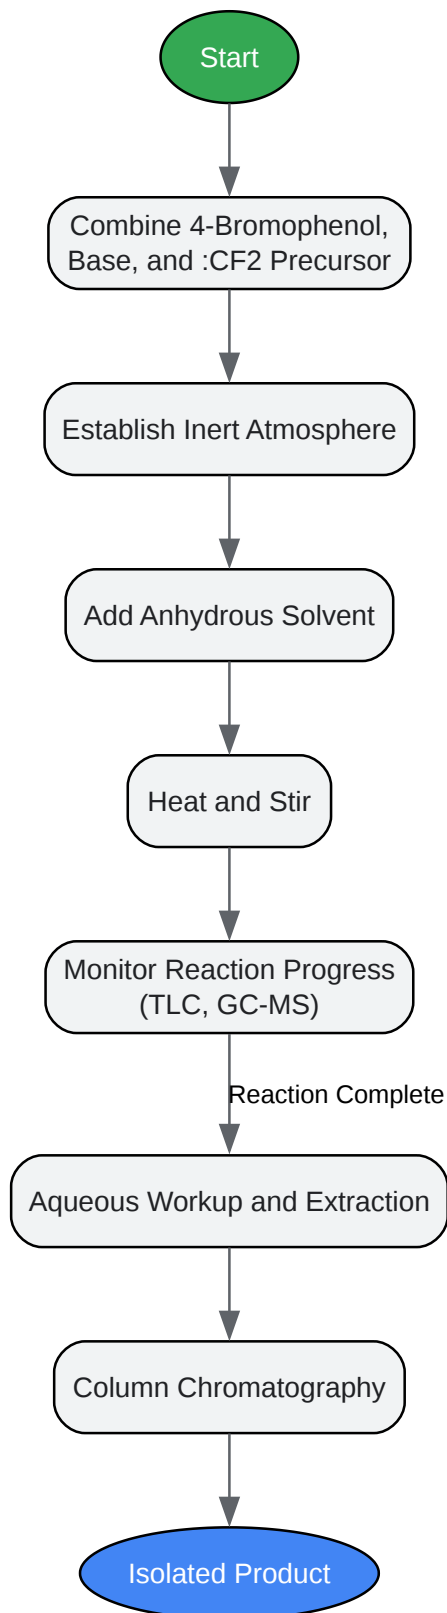 Start
Combine 4-Bromophenol,
Base, and :CF2 Precursor
Establish Inert Atmosphere
Add Anhydrous Solvent
Heat and Stir
Monitor Reaction Progress
(TLC, GC-MS)
Reaction Complete
Aqueous Workup and Extraction
Column Chromatography
Isolated Product